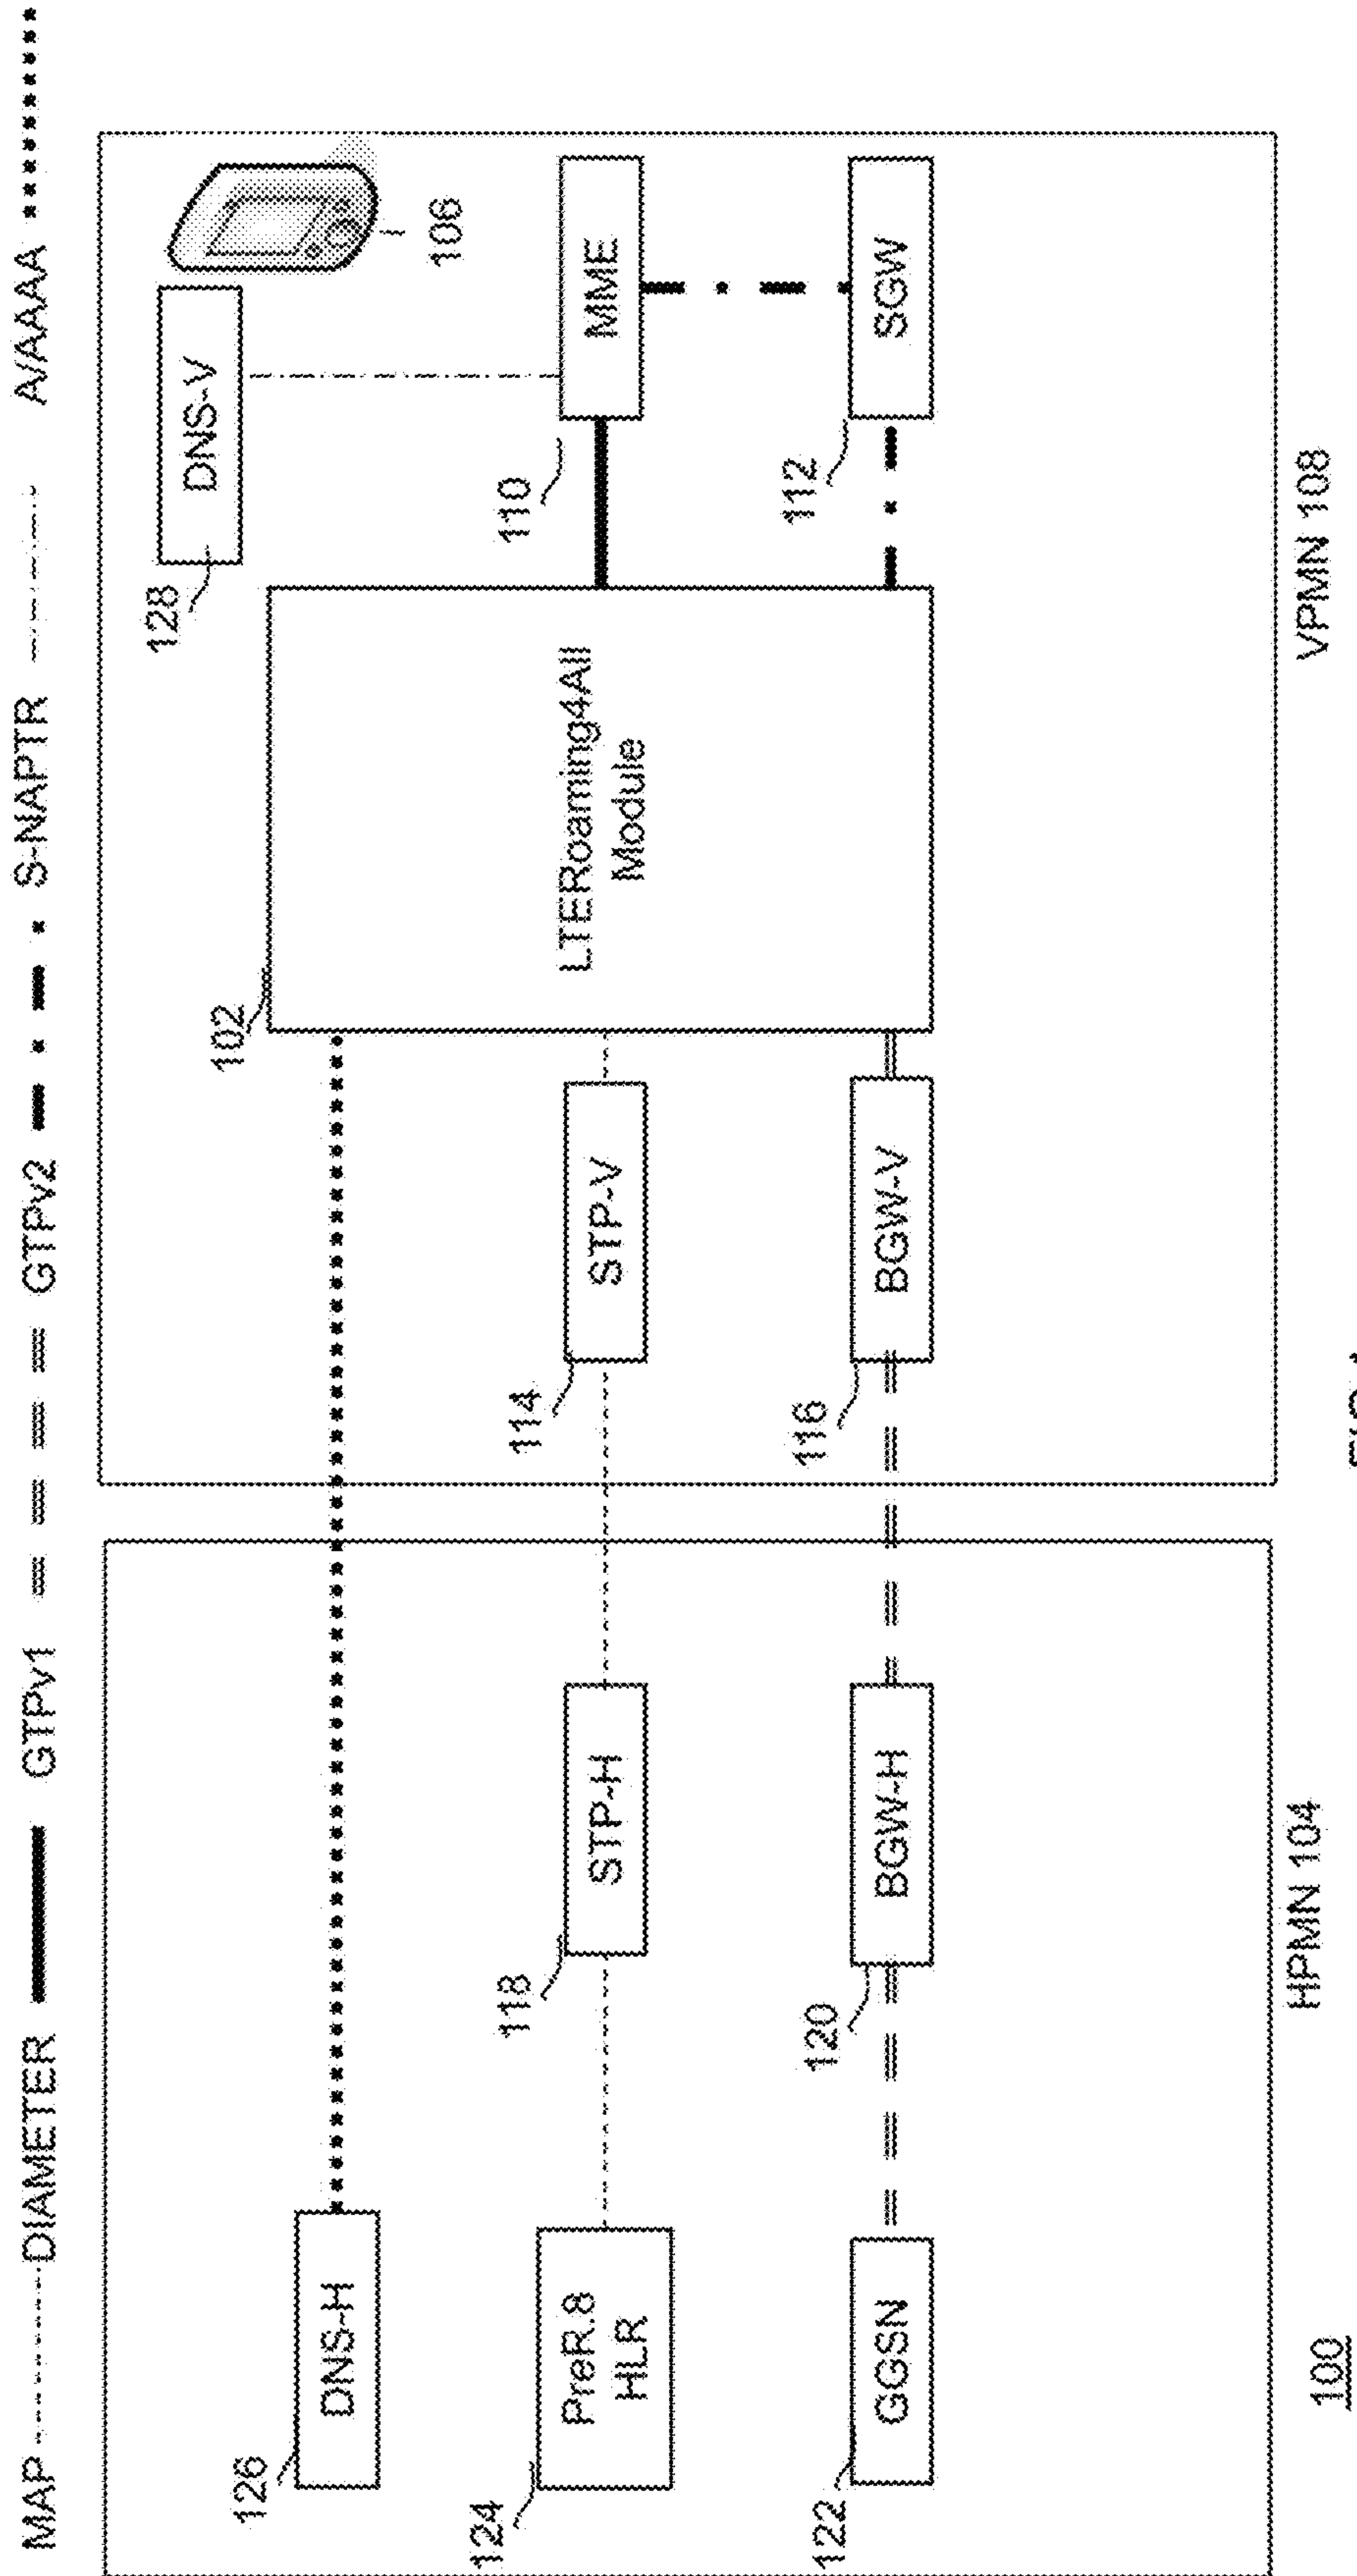 MAP DIAMETER GTPv1 GTPv2 S-NAPTR A/AAAA
126
DNS-H
128
DNS-V
106
102
LTERoaming4All
Module
124
PreR.8
HLR
118
STP-H
114
STP-V
110
MME
122
GGSN
120
BGW-H
116
BGW-V
112
SGW
HPMN 104
VPMN 108
100